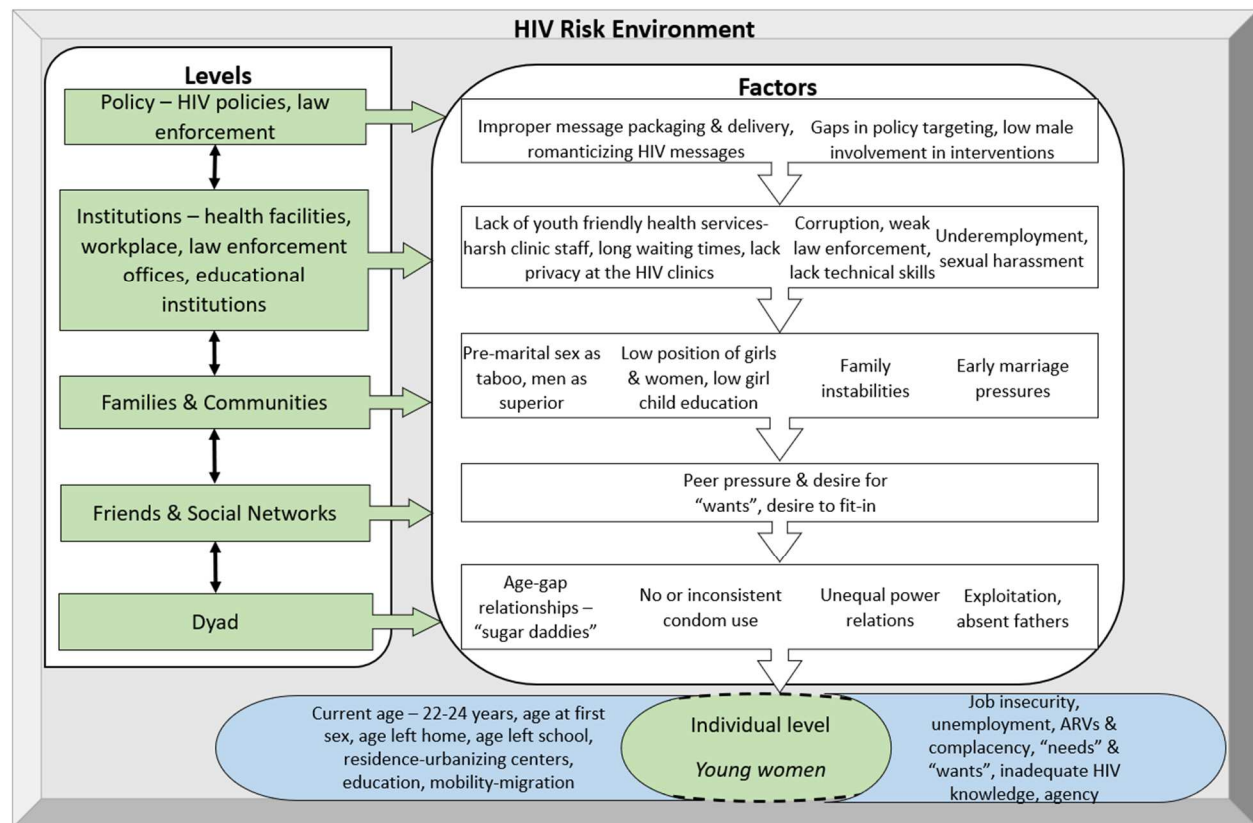 HIV Risk Environment
Levels
Policy – HIV policies, law
enforcement
Institutions – health facilities,
workplace, law enforcement
offices, educational
institutions
Families & Communities
Friends & Social Networks
Dyad
Factors
Improper message packaging & delivery,
romanticizing HIV messages
Gaps in policy targeting, low male
involvement in interventions
Lack of youth friendly health services-
harsh clinic staff, long waiting times, lack
privacy at the HIV clinics
Corruption, weak
law enforcement,
lack technical skills
Underemployment,
sexual harassment
Pre-marital sex as
taboo, men as
superior
Low position of girls
& women, low girl
child education
Family
instabilities
Early marriage
pressures
Peer pressure & desire for
“wants”, desire to fit-in
Age-gap
relationships –
“sugar daddies”
No or inconsistent
condom use
Unequal power
relations
Exploitation,
absent fathers
Current age – 22-24 years, age at first
sex, age left home, age left school,
residence-urbanizing centers,
education, mobility-migration
Individual level
Young women
Job insecurity,
unemployment, ARVs &
complacency, “needs” &
“wants”, inadequate HIV
knowledge, agency